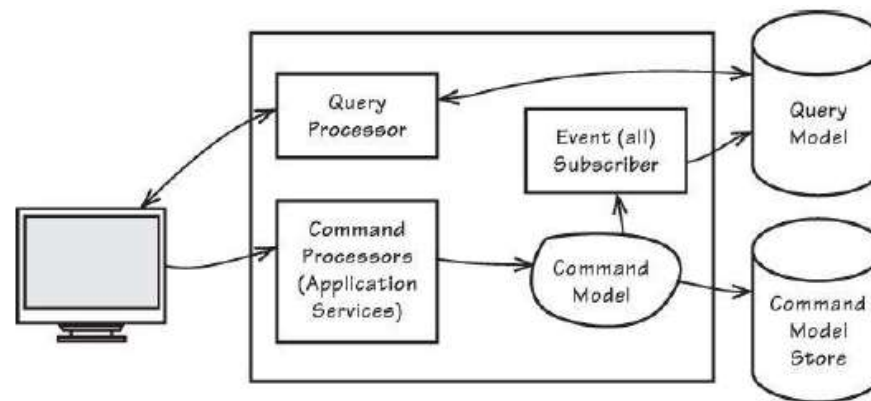 Query
Processor
Event (all)
Subscriber
Query
Model
Command
Processors
(Application
Services)
Command
Model
Command
Model
Store